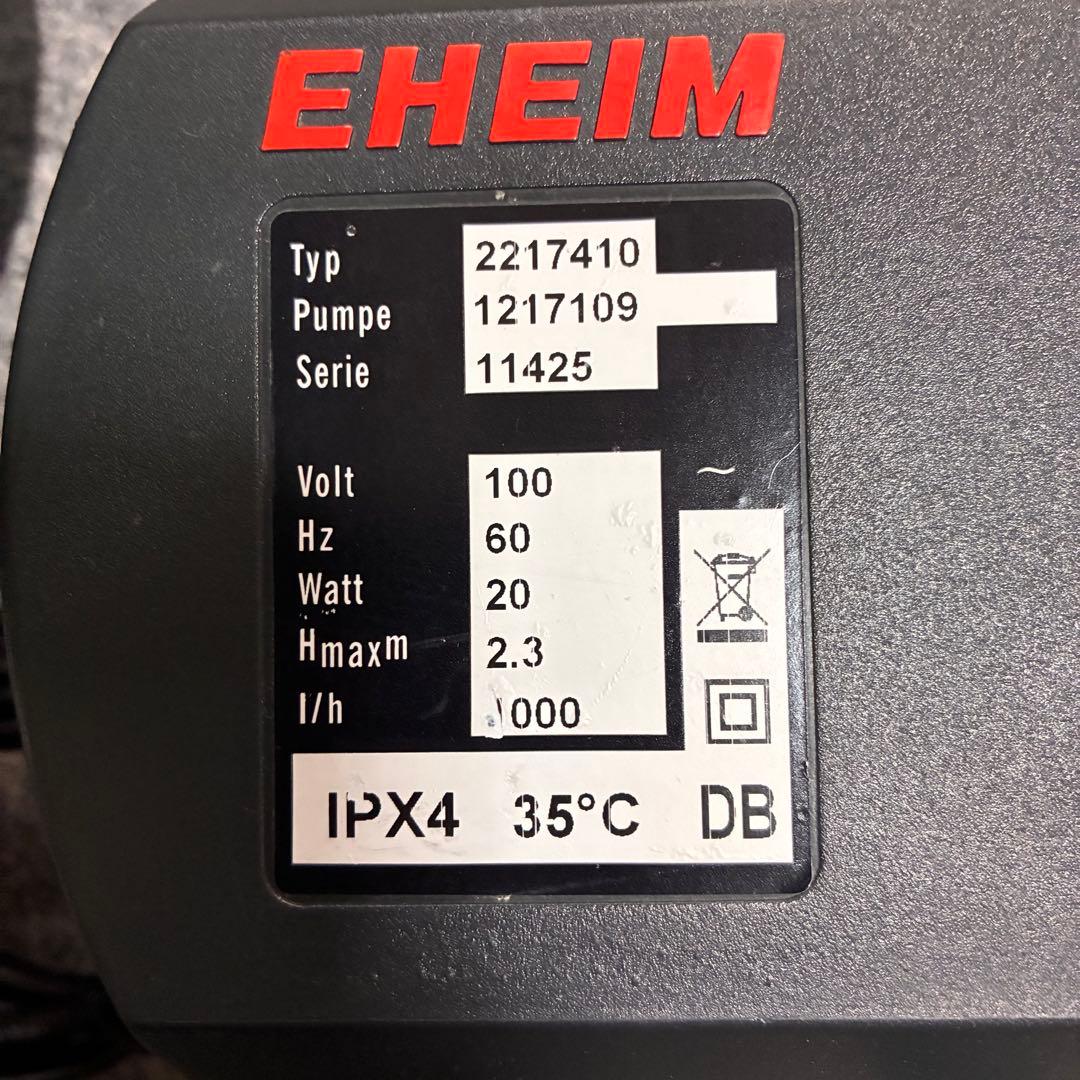 EHEIM
Typ 2217410
Pumpe 1217109
Serie 11425
Volt 100 ~
Hz 60
Watt 20
Hmaxm 2.3
l/h 1000
IPX4 35°C DB